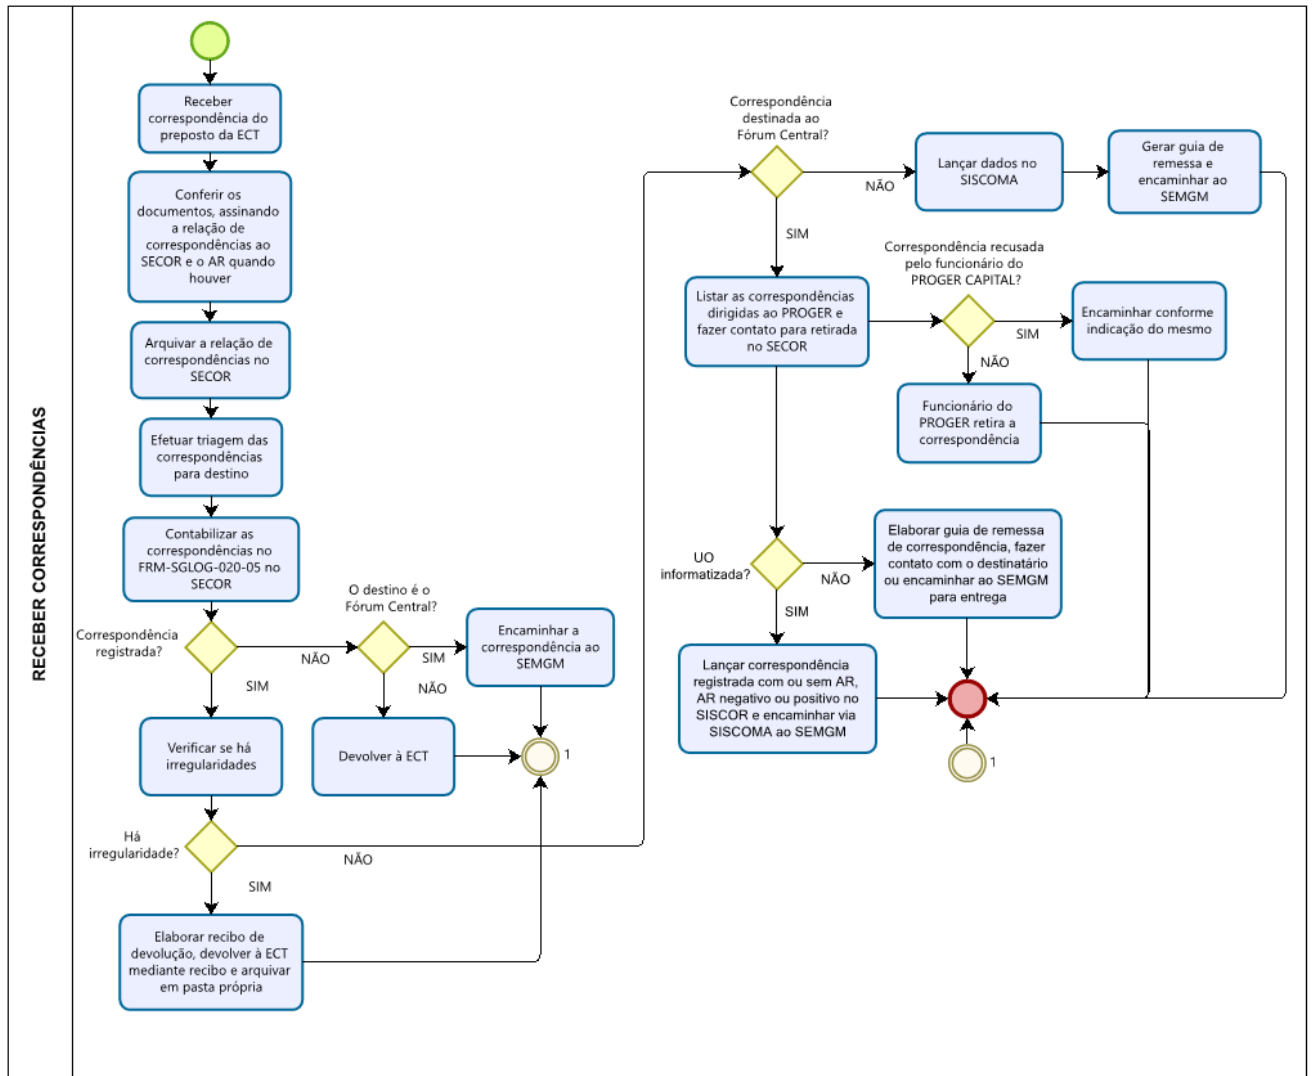 RECEBER CORRESPONDÊNCIAS
Receber
correspondência do
preposto da ECT
Conferir os
documentos, assinando
a relação de
correspondências ao
SECOR e o AR quando
houver
Arquivar a relação de
correspondências no
SECOR
Efetuar triagem das
correspondências
para destino
Contabilizar as
correspondências no
FRM-SGLOG-020-05 no
SECOR
Correspondência
registrada?
NÃO
SIM
O destino é o
Fórum Central?
SIM
NÃO
Encaminhar a
correspondência ao
SEMGM
Devolver à ECT
1
Verificar se há
irregularidades
Há
irregularidade?
NÃO
SIM
Elaborar recibo de
devolução, devolver à ECT
mediante recibo e arquivar
em pasta própria
Correspondência
destinada ao
Fórum Central?
NÃO
SIM
Lançar dados no
SISCOMA
Gerar guia de
remessa e
encaminhar ao
SEMGM
Listar as correspondências
dirigidas ao PROGER e
fazer contato para retirada
no SECOR
Correspondência recusada
pelo funcionário do
PROGER CAPITAL?
SIM
NÃO
Encaminhar conforme
indicação do mesmo
Funcionário do
PROGER retira a
correspondência
UO
informatizada?
NÃO
SIM
Elaborar guia de remessa
de correspondência, fazer
contato com o destinatário
ou encaminhar ao SEMGM
para entrega
Lançar correspondência
registrada com ou sem AR,
AR negativo ou positivo no
SISCOR e encaminhar via
SISCOMA ao SEMGM
1